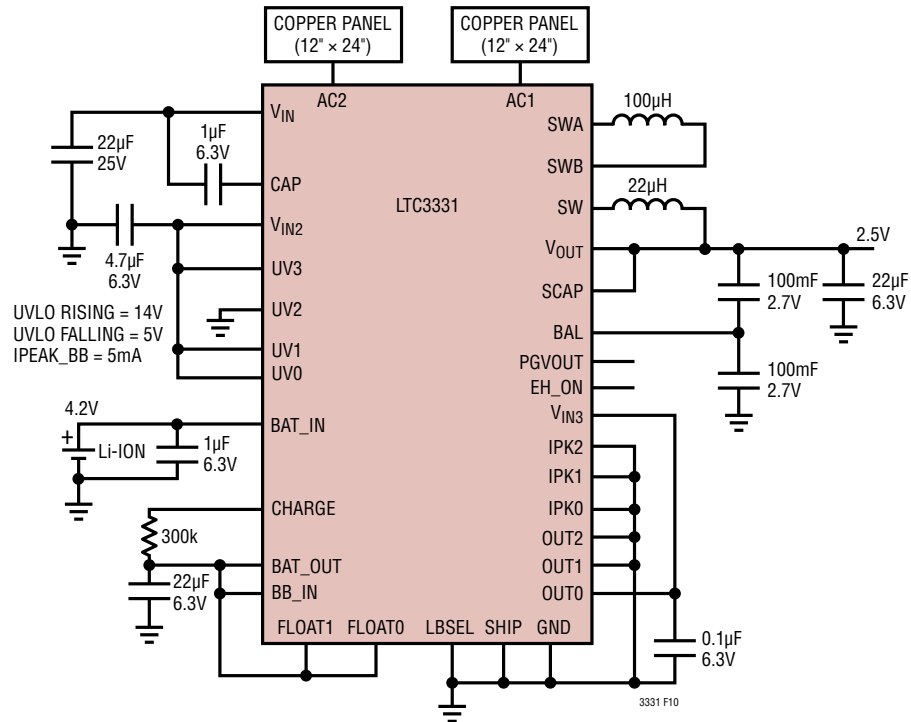 COPPER PANEL
(12" × 24")
COPPER PANEL
(12" × 24")
AC2
AC1
VIN
CAP
VIN2
UV3
UV2
UV1
UV0
BAT_IN
CHARGE
BAT_OUT
BB_IN
FLOAT1
FLOAT0
LBSEL
SHIP
GND
LTC3331
SWA
SWB
SW
VOUT
SCAP
BAL
PGVOUT
EH_ON
VIN3
IPK2
IPK1
IPK0
OUT2
OUT1
OUT0
22µF
25V
1µF
6.3V
4.7µF
6.3V
UVLO RISING = 14V
UVLO FALLING = 5V
IPEAK_BB = 5mA
4.2V
+
Li-ION
1µF
6.3V
300k
22µF
6.3V
100µH
22µH
2.5V
100mF
2.7V
22µF
6.3V
100mF
2.7V
0.1µF
6.3V
3331 F10